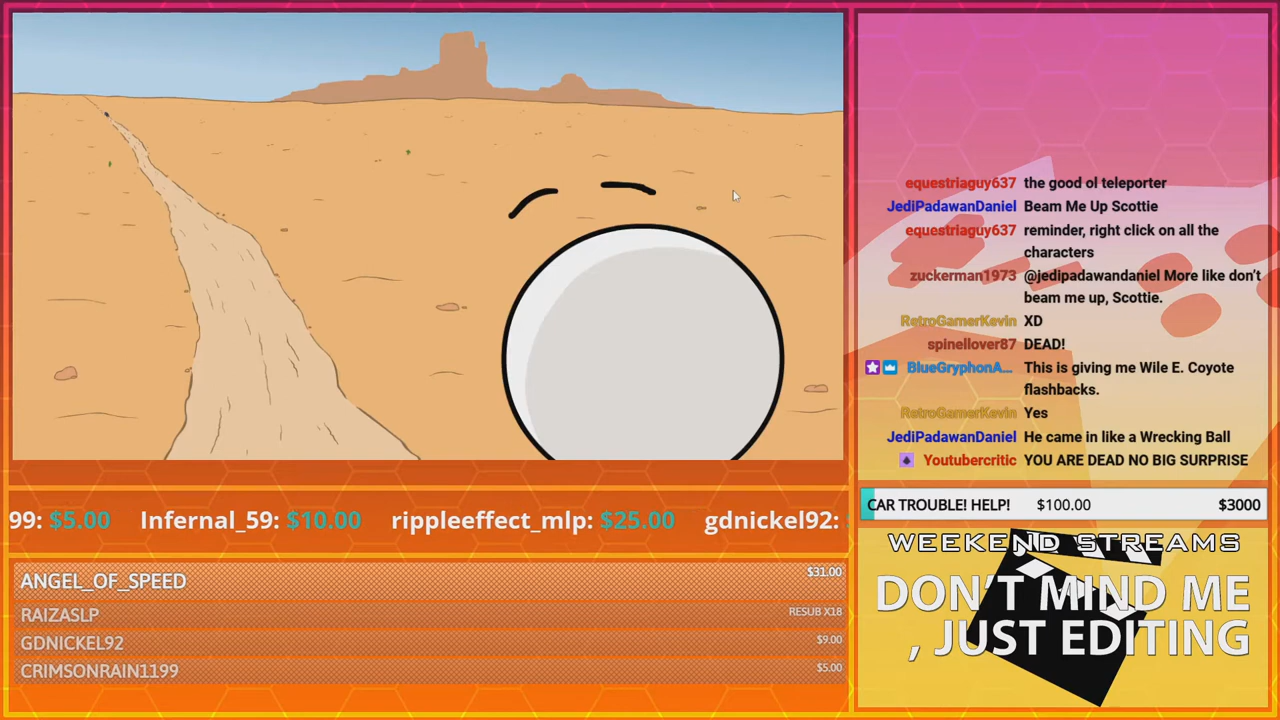 equestriaguy637 the good ol teleporter
JediPadawanDaniel Beam Me Up Scottie
equestriaguy637 reminder, right click on all the
characters
zuckerman1973 @jedipadawandaniel More like don't
beam me up, Scottie.
RetroGamerKevin XD
spinellover87 DEAD!
BlueGryphonA... This is giving me Wile E. Coyote
flashbacks.
RetroGamerKevin Yes
JediPadawanDaniel He came in like a Wrecking Ball
Youtubercritic YOU ARE DEAD NO BIG SURPRISE
CAR TROUBLE! HELP! $100.00 $3000
99: $5.00 Infernal_59: $10.00 rippleeffect_mlp: $25.00 gdnickel92:
WEEKEND STREAMS
DON'T MIND ME
, JUST EDITING
ANGEL_OF_SPEED $31.00
RAIZASLP RESUB X18
GDNICKEL92 $9.00
CRIMSONRAIN1199 $5.00